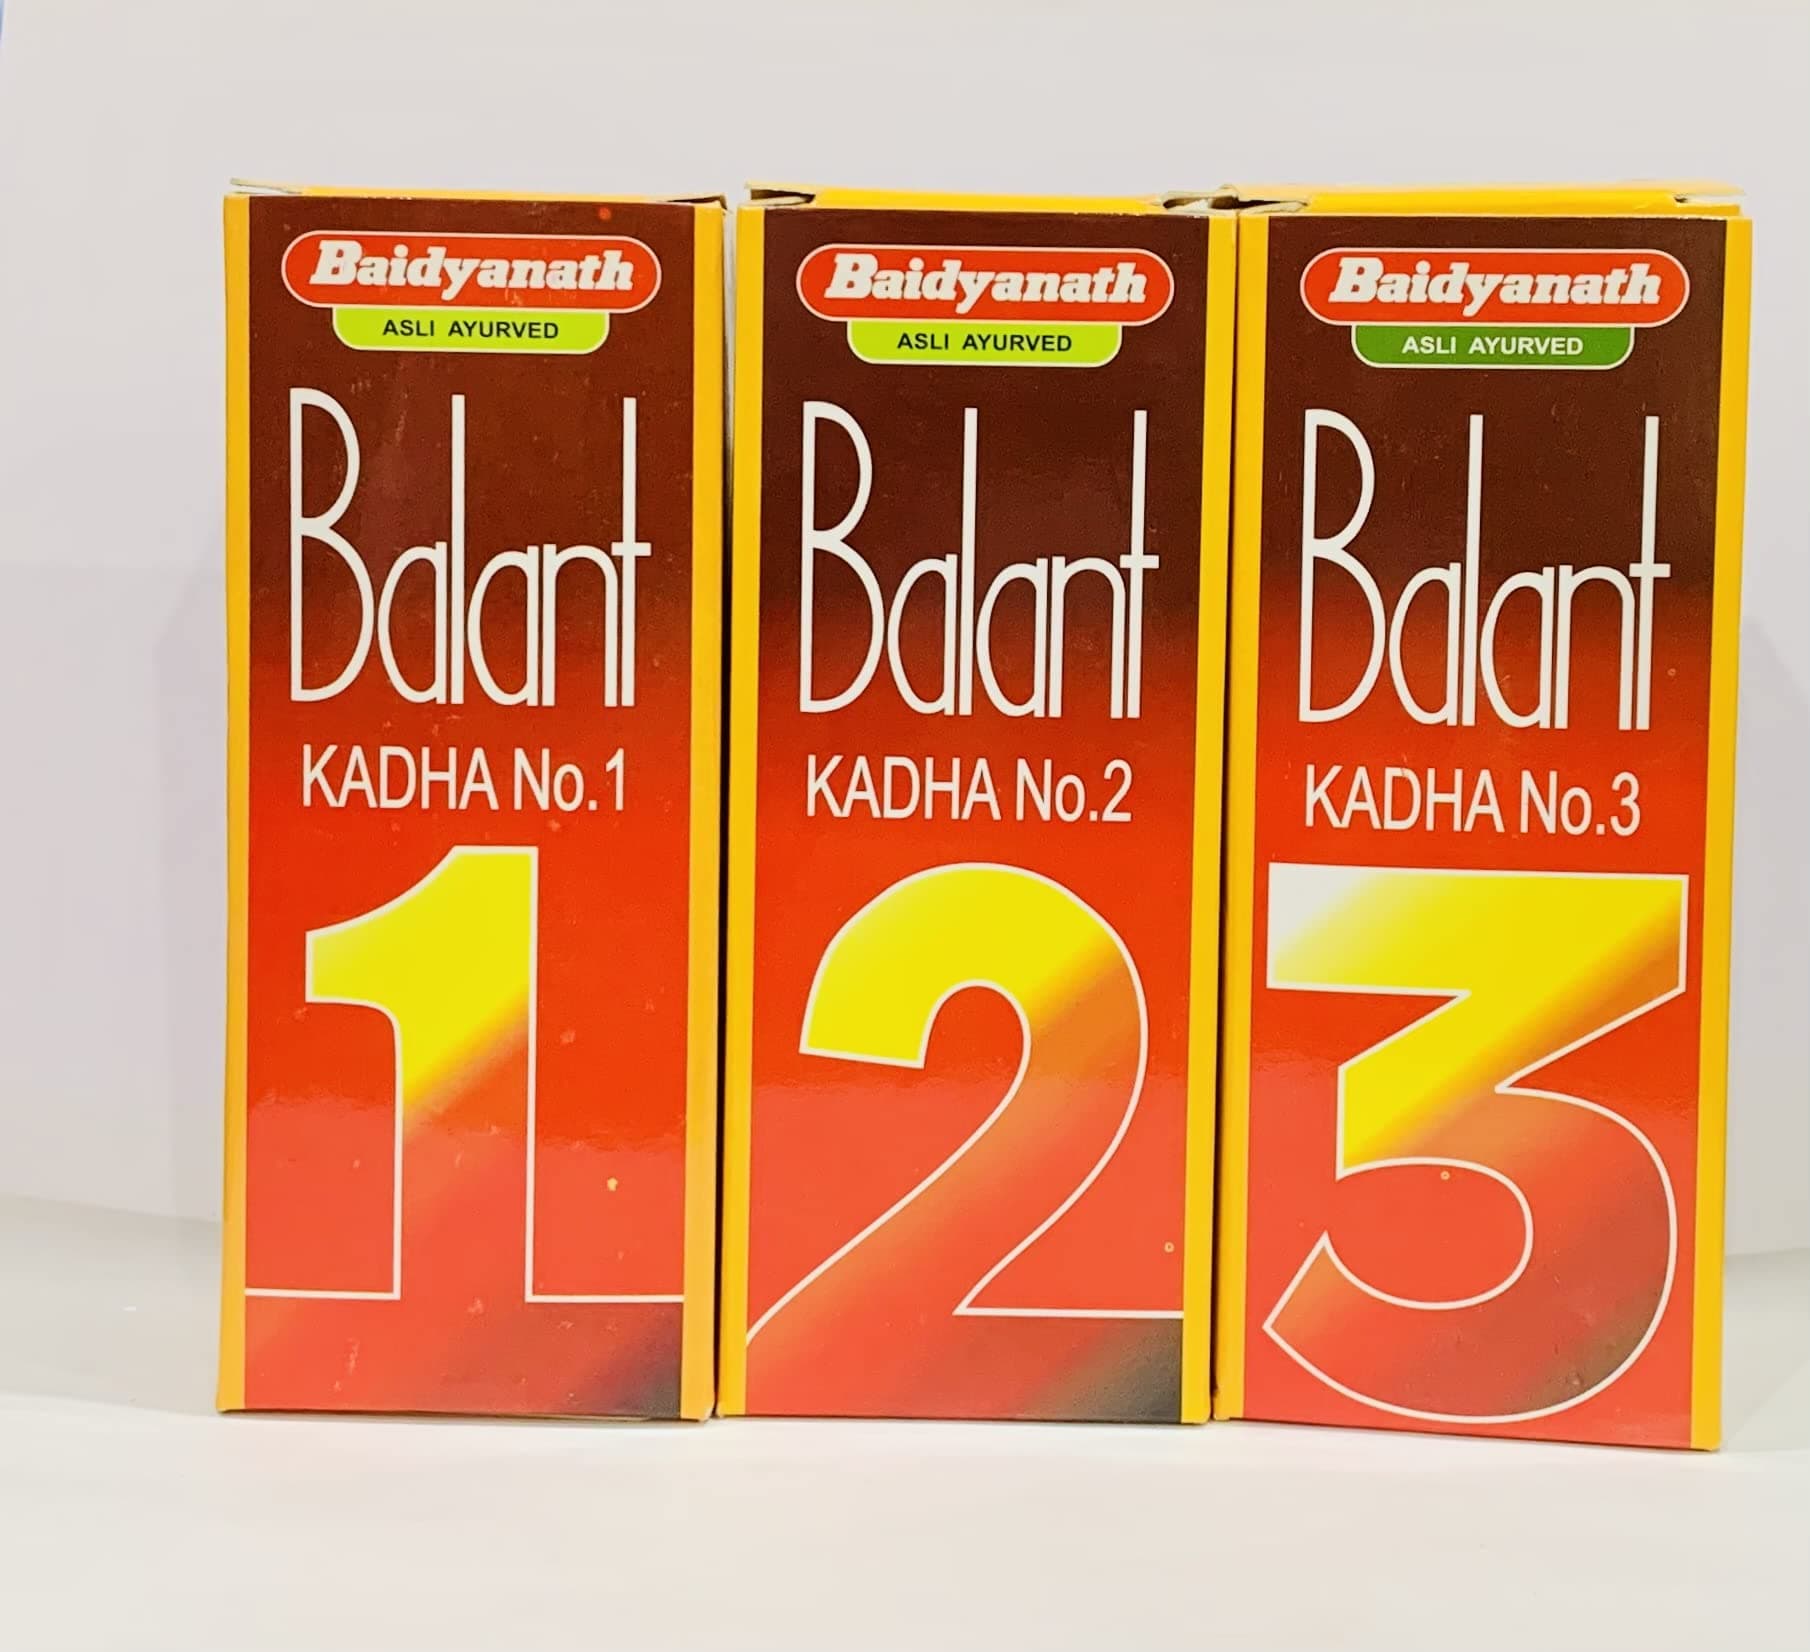 Baidyanath
ASLI AYURVED
Balant
KADHA No.1
1
Baidyanath
ASLI AYURVED
Balant
KADHA No.2
2
Baidyanath
ASLI AYURVED
Balant
KADHA No.3
3